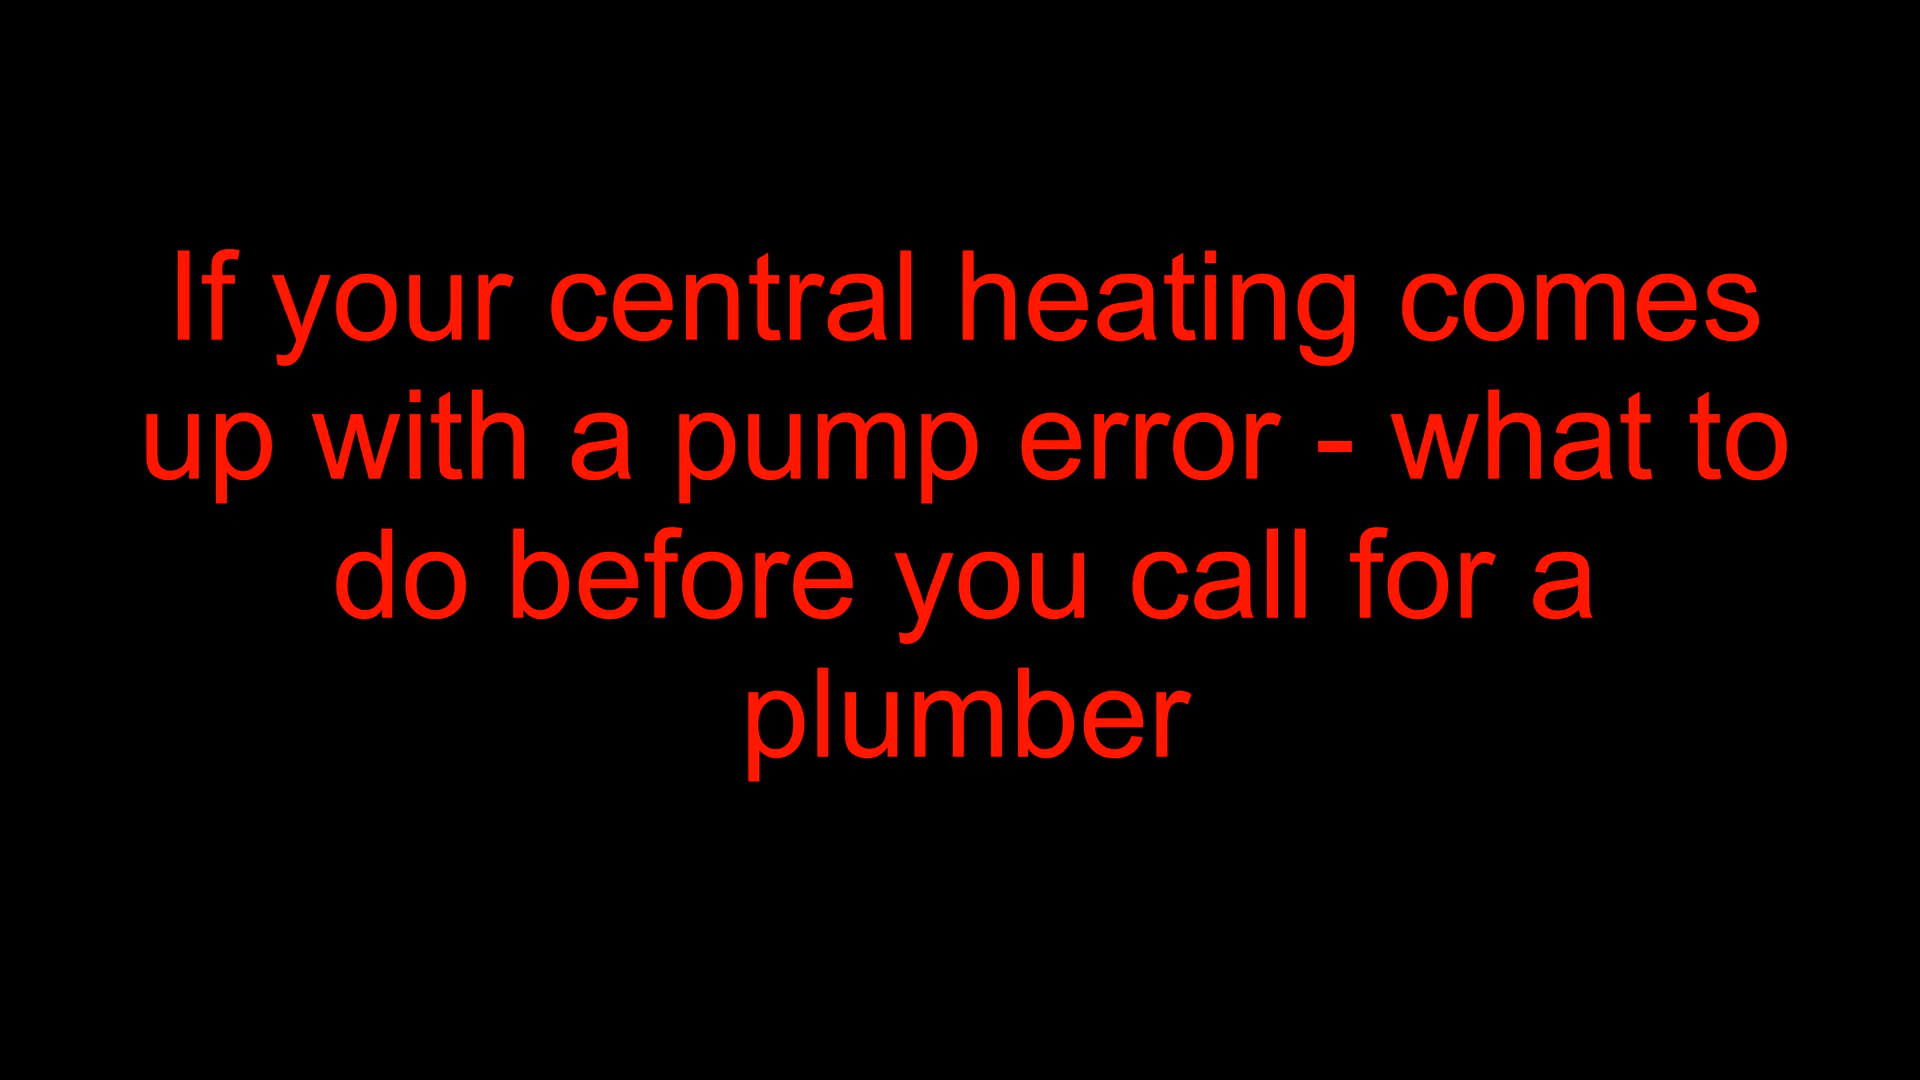 If your central heating comes
up with a pump error - what to
do before you call for a
plumber